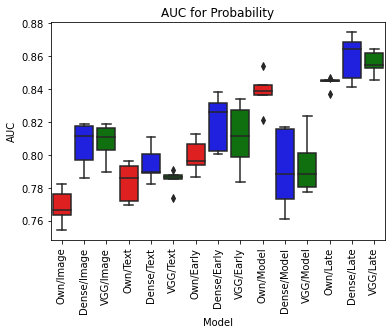 AUC for Probability
0.88
0.86
0.84
0.82
0.80
0.78
0.76
AUC
Own/Image
Dense/Image
VGG/Image
Own/Text
Dense/Text
VGG/Text
Own/Early
Dense/Early
VGG/Early
Own/Model
Dense/Model
VGG/Model
Own/Late
Dense/Late
VGG/Late
Model